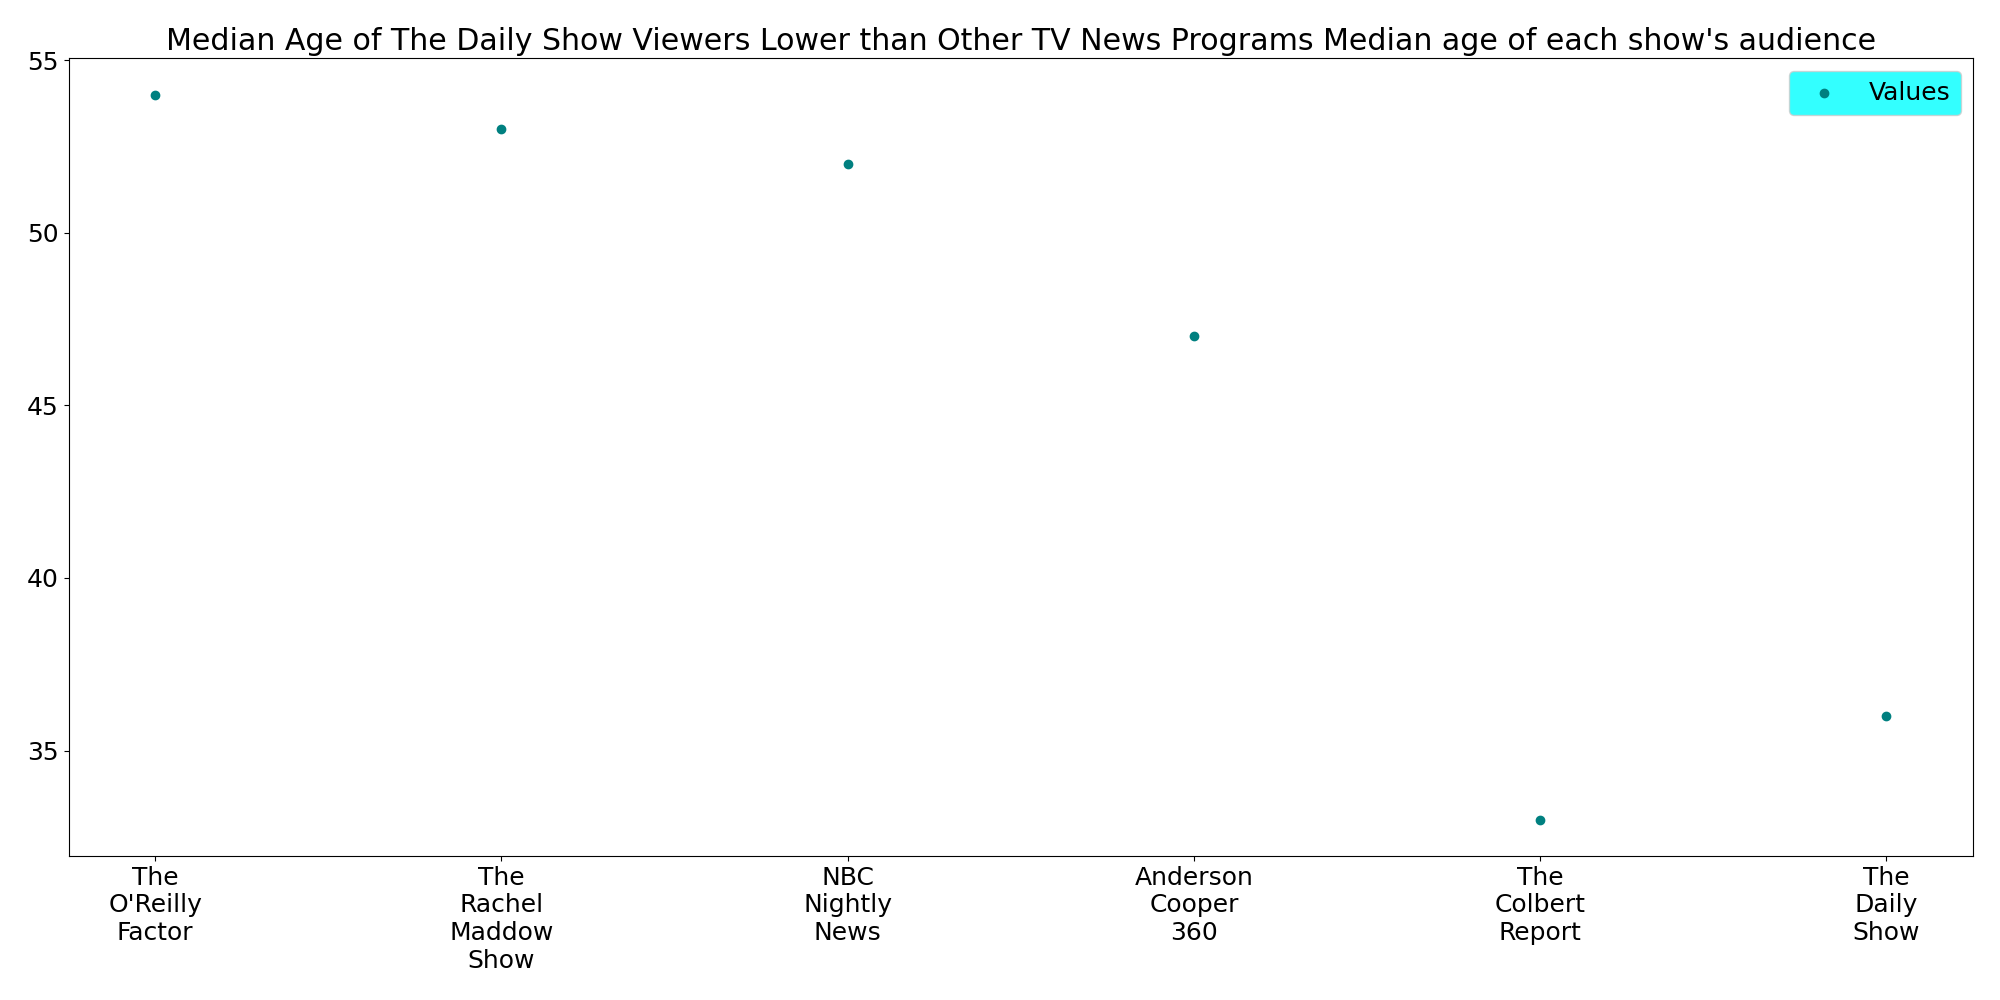 Median Age of The Daily Show Viewers Lower than Other TV News Programs Median age of each show's audience
55
50
45
40
35
Values
The
O'Reilly
Factor
The
Rachel
Maddow
Show
NBC
Nightly
News
Anderson
Cooper
360
The
Colbert
Report
The
Daily
Show